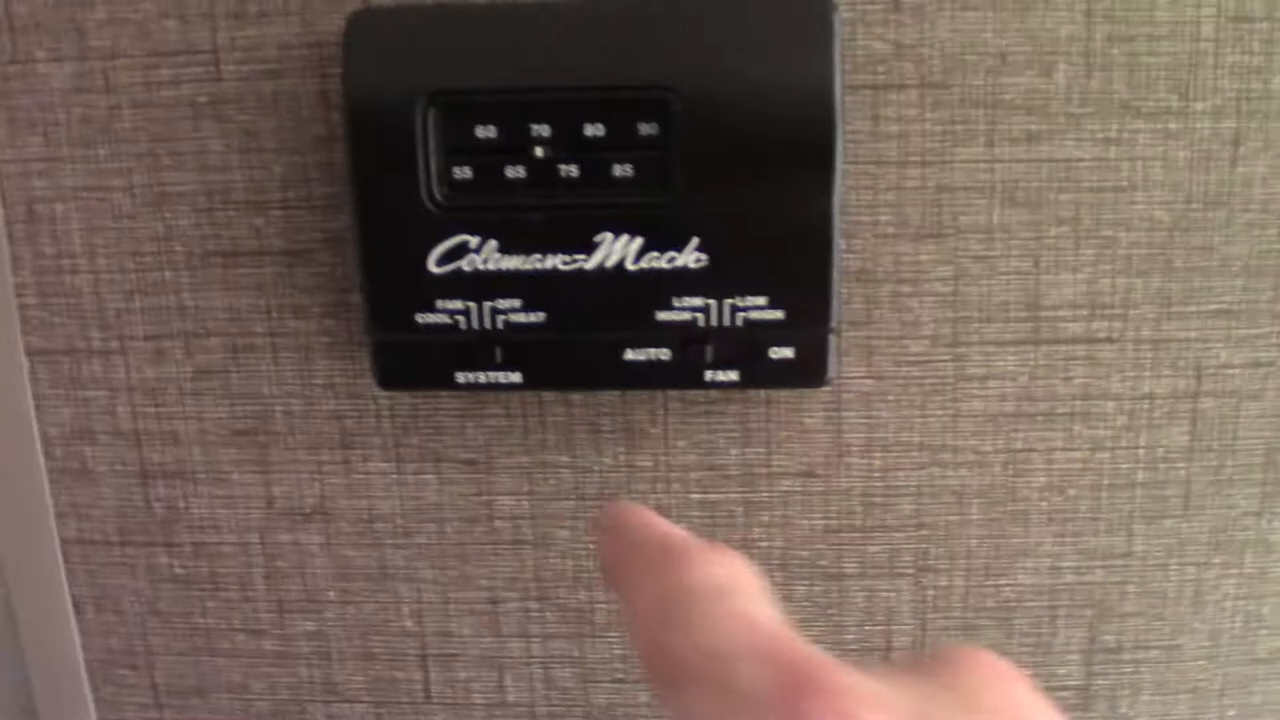 60 70 80 90
55 65 75 85
Coleman-Mach
FAN OFF LOW LOW
COOL HEAT HIGH HIGH
AUTO ON
SYSTEM FAN